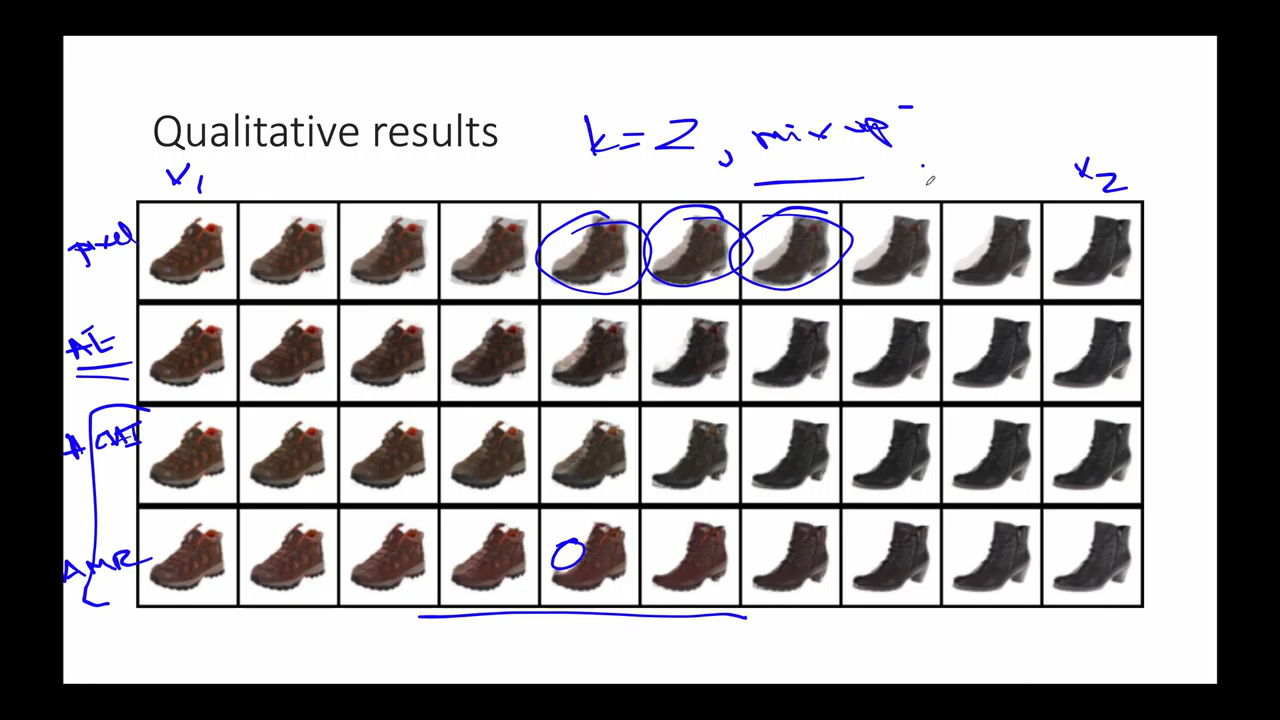 Qualitative results k=2, mixup
x1 x2
pixel
AE
ACAI
AMR